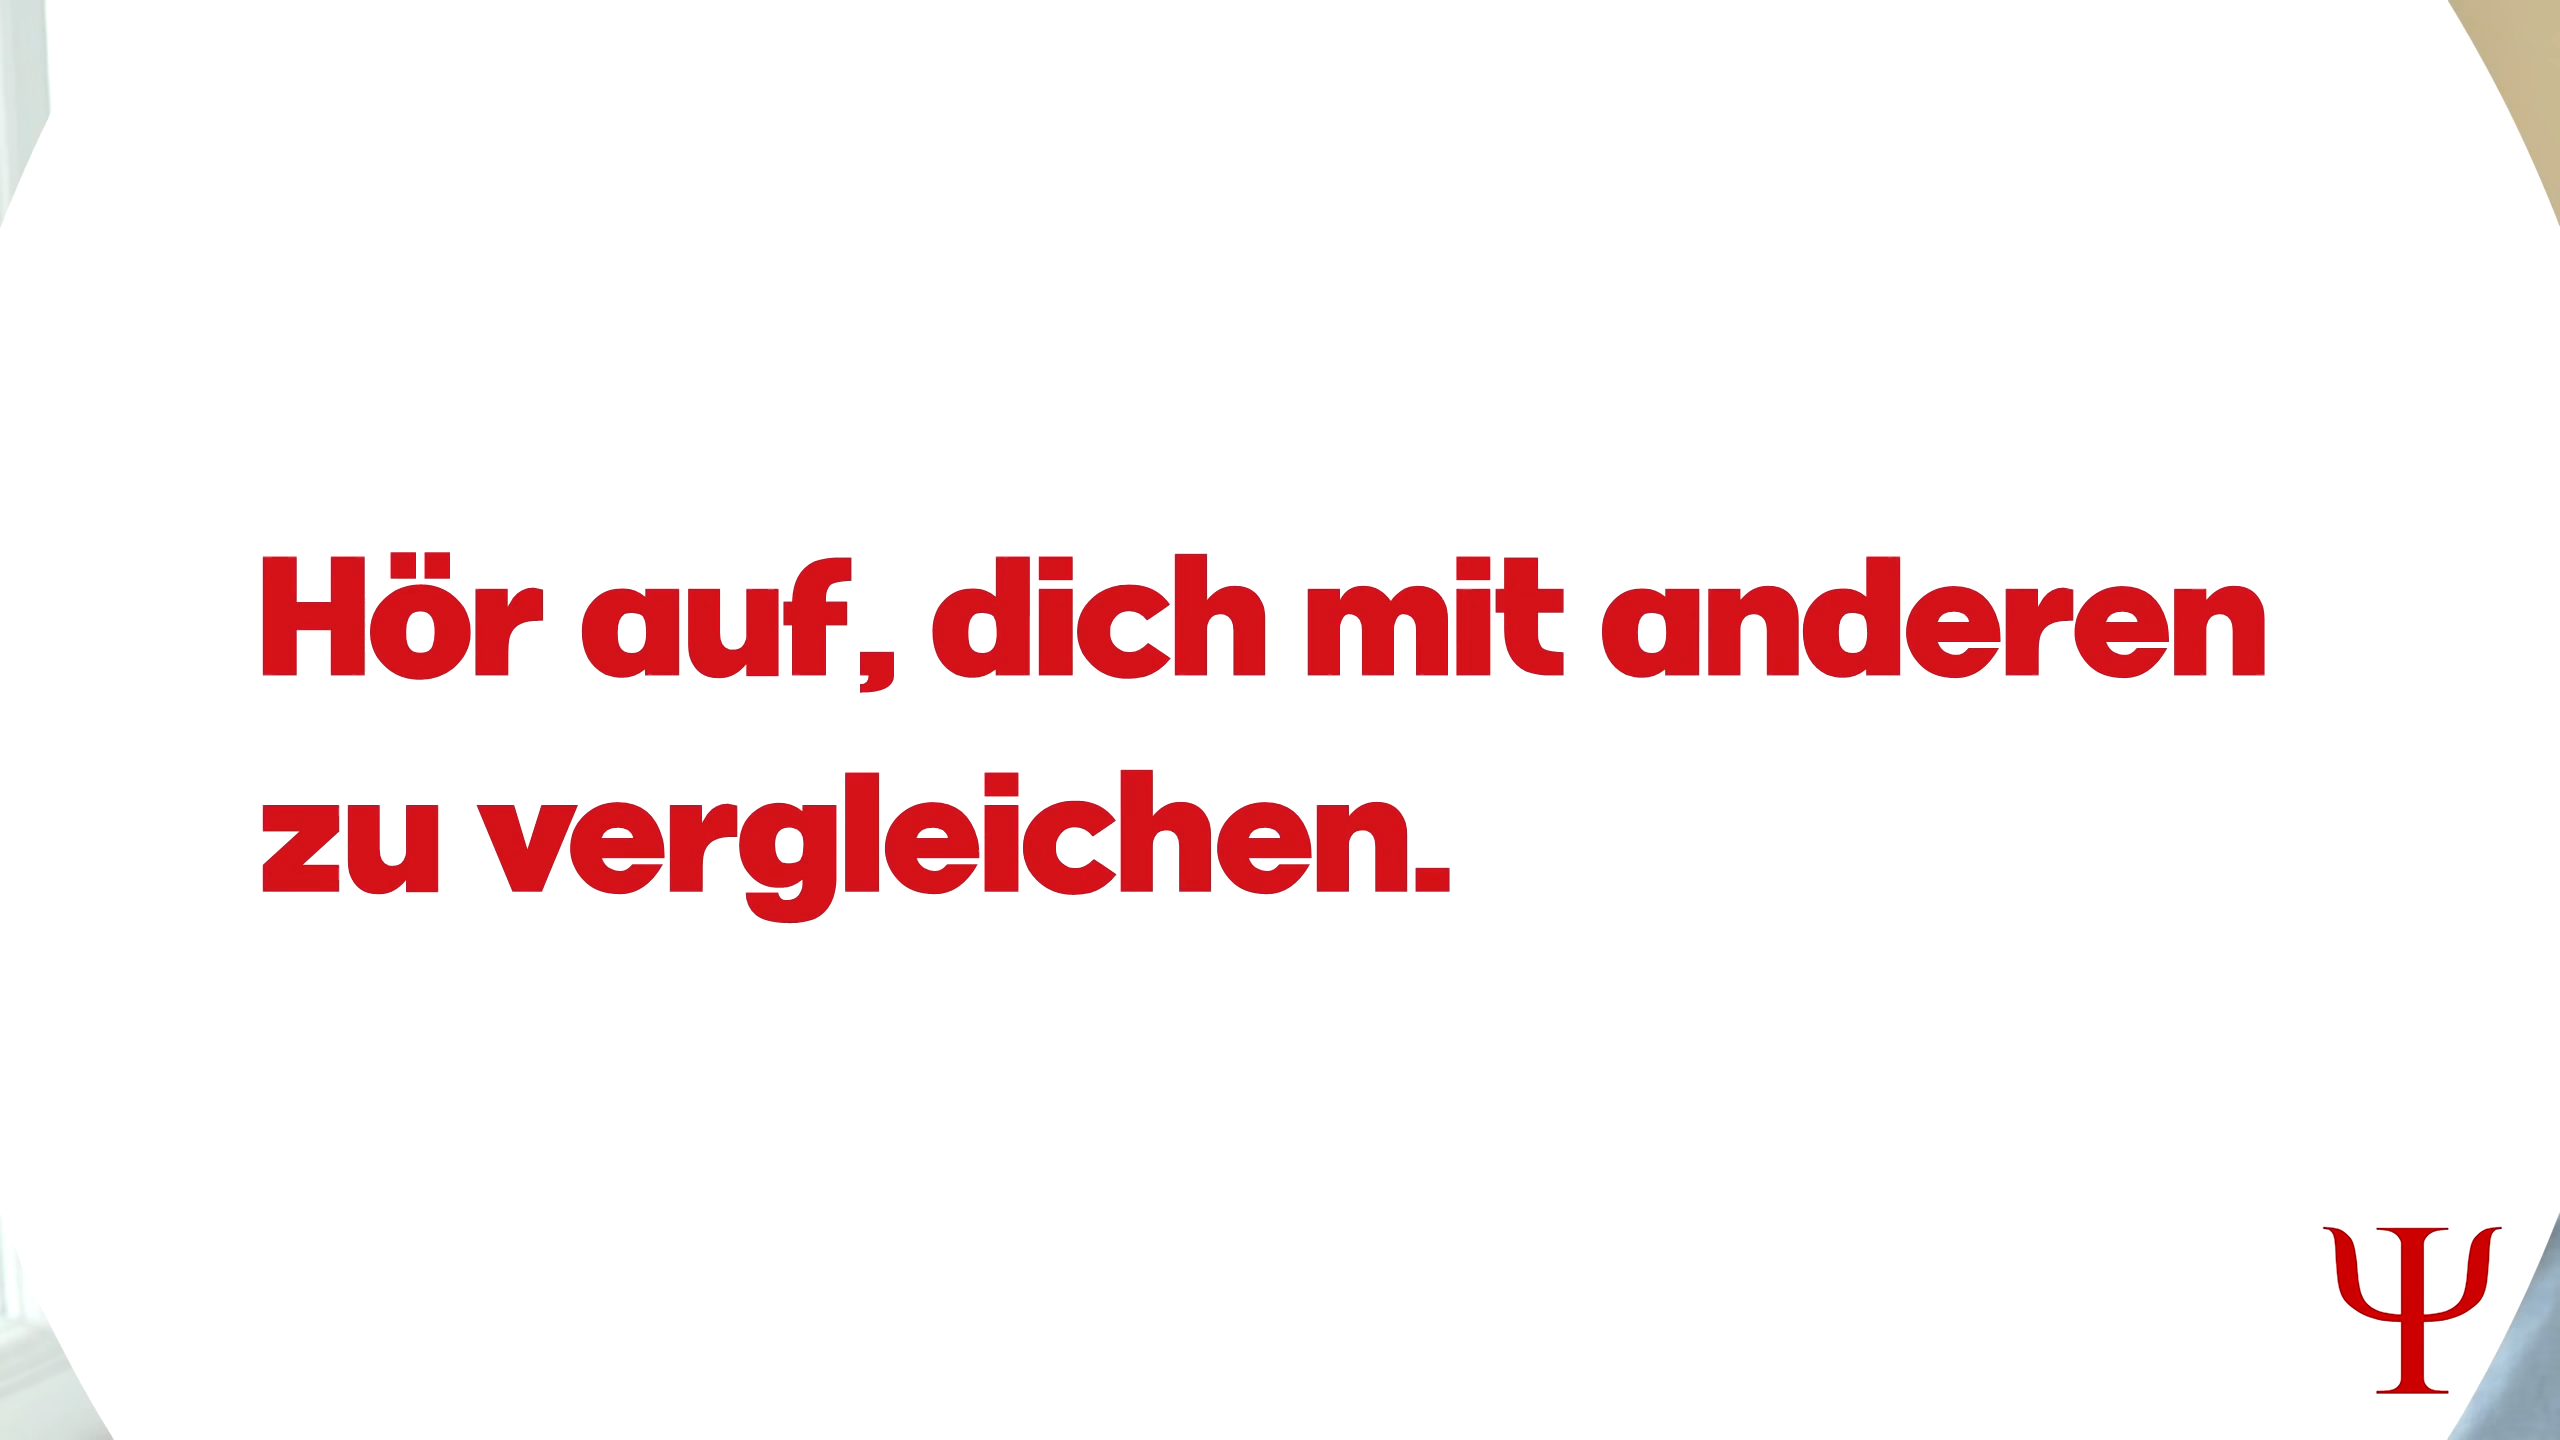 Hör auf, dich mit anderen
zu vergleichen.
Ψ